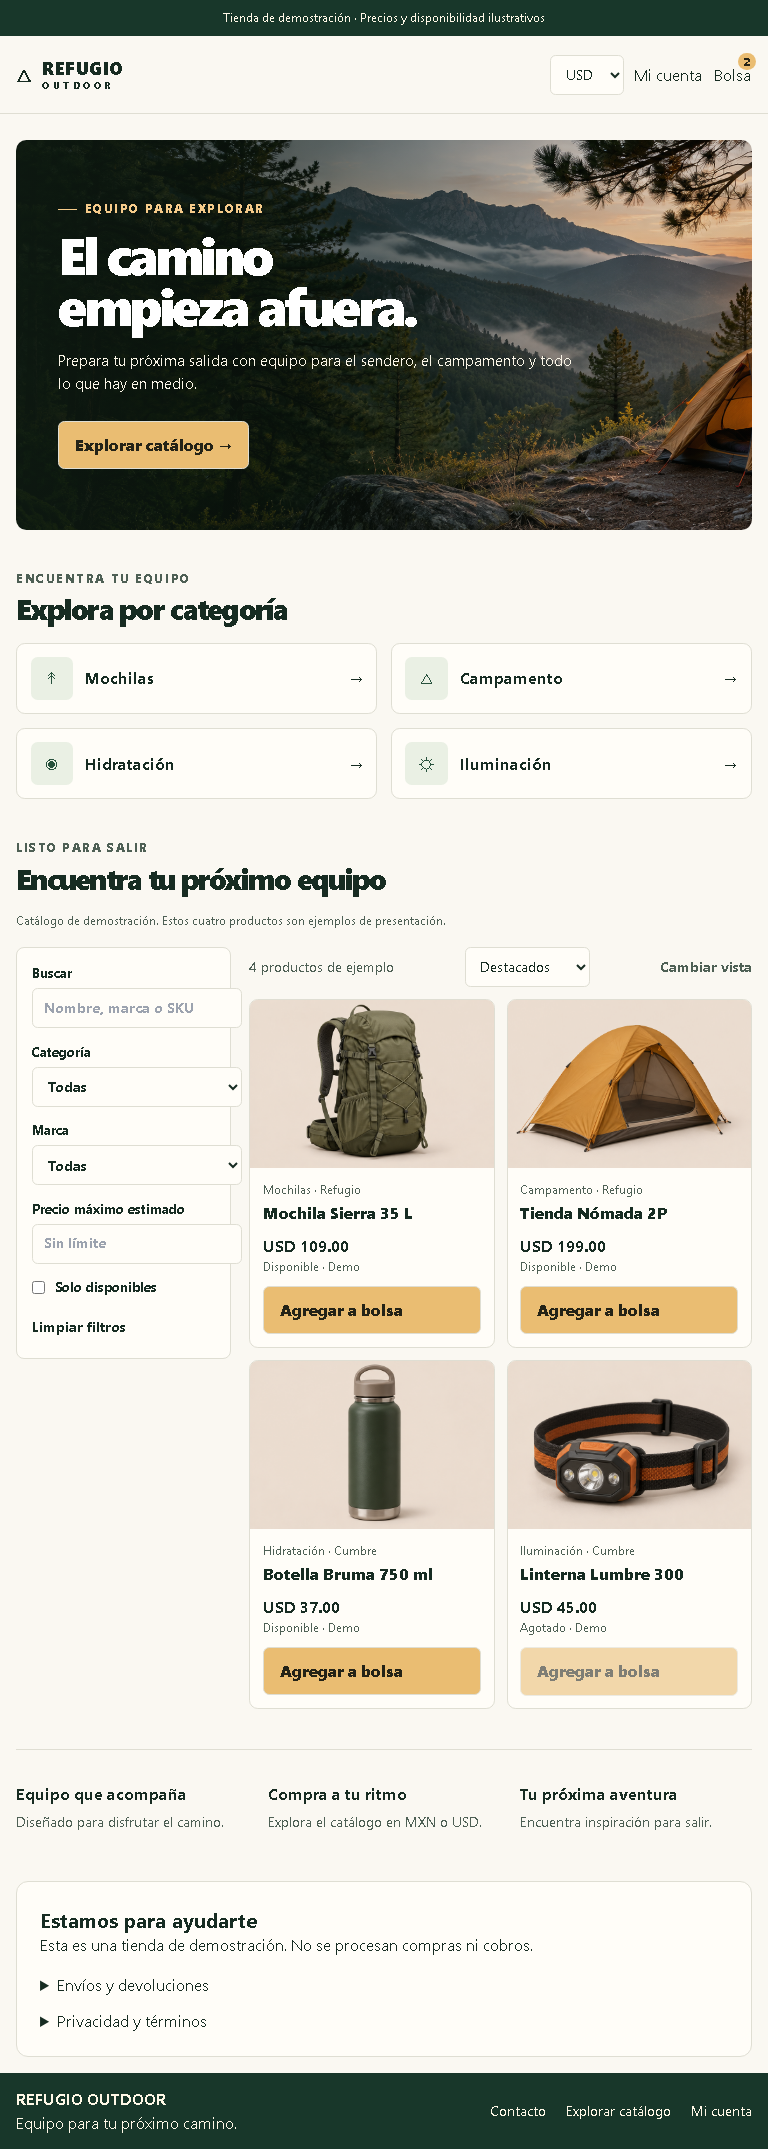 Tienda de demostración · Precios y disponibilidad ilustrativos
REFUGIO
OUTDOOR
USD
Mi cuenta
Bolsa
2
EQUIPO PARA EXPLORAR
El camino
empieza afuera.
Prepara tu próxima salida con equipo para el sendero, el campamento y todo
lo que hay en medio.
Explorar catálogo →
ENCUENTRA TU EQUIPO
Explora por categoría
Mochilas →
Campamento →
Hidratación →
Iluminación →
LISTO PARA SALIR
Encuentra tu próximo equipo
Catálogo de demostración. Estos cuatro productos son ejemplos de presentación.
Buscar
Nombre, marca o SKU
Categoría
Todas
Marca
Todas
Precio máximo estimado
Sin límite
Solo disponibles
Limpiar filtros
4 productos de ejemplo
Destacados
Cambiar vista
Mochilas · Refugio
Mochila Sierra 35 L
USD 109.00
Disponible · Demo
Agregar a bolsa
Campamento · Refugio
Tienda Nómada 2P
USD 199.00
Disponible · Demo
Agregar a bolsa
Hidratación · Cumbre
Botella Bruma 750 ml
USD 37.00
Disponible · Demo
Agregar a bolsa
Iluminación · Cumbre
Linterna Lumbre 300
USD 45.00
Agotado · Demo
Agregar a bolsa
Equipo que acompaña
Diseñado para disfrutar el camino.
Compra a tu ritmo
Explora el catálogo en MXN o USD.
Tu próxima aventura
Encuentra inspiración para salir.
Estamos para ayudarte
Esta es una tienda de demostración. No se procesan compras ni cobros.
Envíos y devoluciones
Privacidad y términos
REFUGIO OUTDOOR
Equipo para tu próximo camino.
Contacto
Explorar catálogo
Mi cuenta